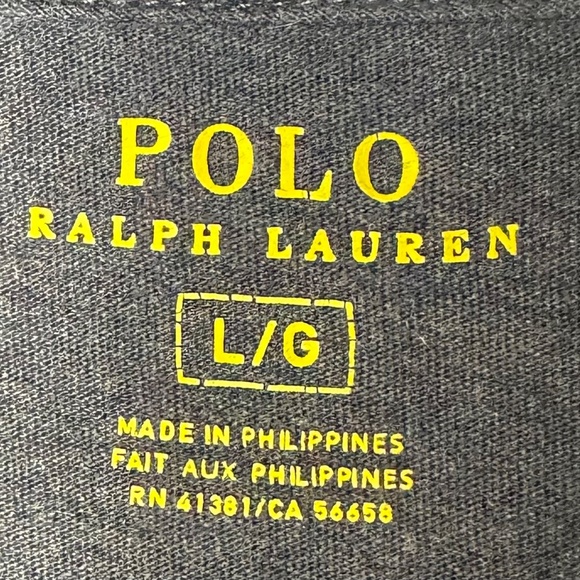 POLO
RALPH LAUREN
L/G
MADE IN PHILIPPINES
FAIT AUX PHILIPPINES
RN 41381/CA 56658